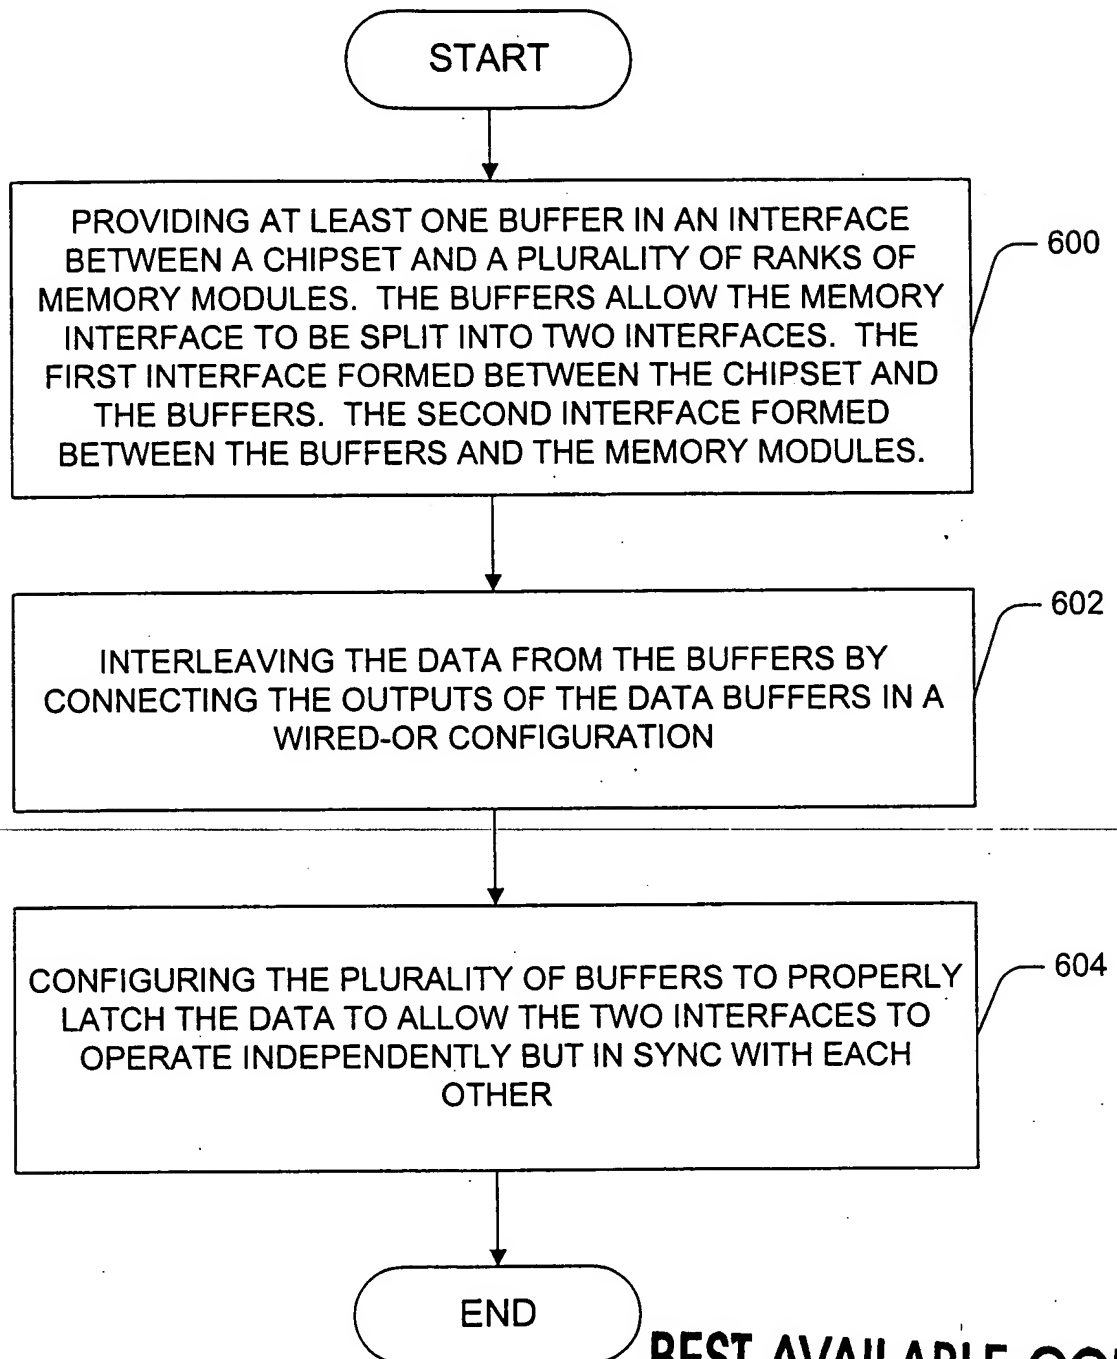 START
PROVIDING AT LEAST ONE BUFFER IN AN INTERFACE
BETWEEN A CHIPSET AND A PLURALITY OF RANKS OF
MEMORY MODULES. THE BUFFERS ALLOW THE MEMORY
INTERFACE TO BE SPLIT INTO TWO INTERFACES. THE
FIRST INTERFACE FORMED BETWEEN THE CHIPSET AND
THE BUFFERS. THE SECOND INTERFACE FORMED
BETWEEN THE BUFFERS AND THE MEMORY MODULES.
600
INTERLEAVING THE DATA FROM THE BUFFERS BY
CONNECTING THE OUTPUTS OF THE DATA BUFFERS IN A
WIRED-OR CONFIGURATION
602
CONFIGURING THE PLURALITY OF BUFFERS TO PROPERLY
LATCH THE DATA TO ALLOW THE TWO INTERFACES TO
OPERATE INDEPENDENTLY BUT IN SYNC WITH EACH
OTHER
604
END
BEST AVAILABLE